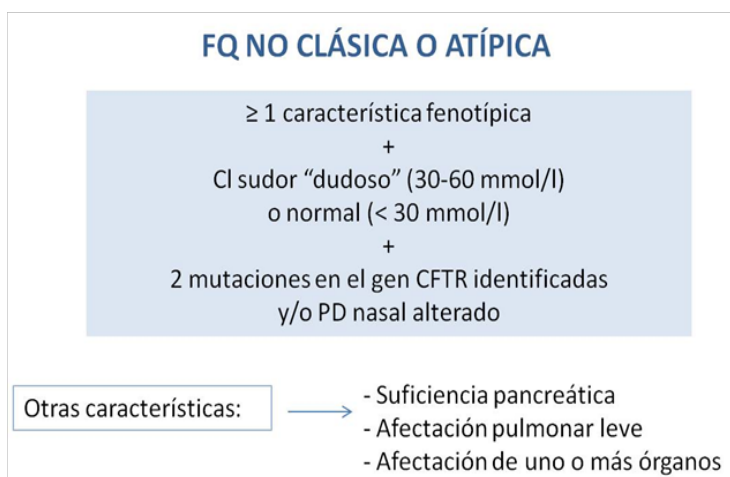 FQ NO CLÁSICA O ATÍPICA
≥ 1 característica fenotípica
+
Cl sudor “dudoso” (30-60 mmol/l)
o normal (< 30 mmol/l)
+
2 mutaciones en el gen CFTR identificadas
y/o PD nasal alterado
Otras características:
- Suficiencia pancreática
- Afectación pulmonar leve
- Afectación de uno o más órganos